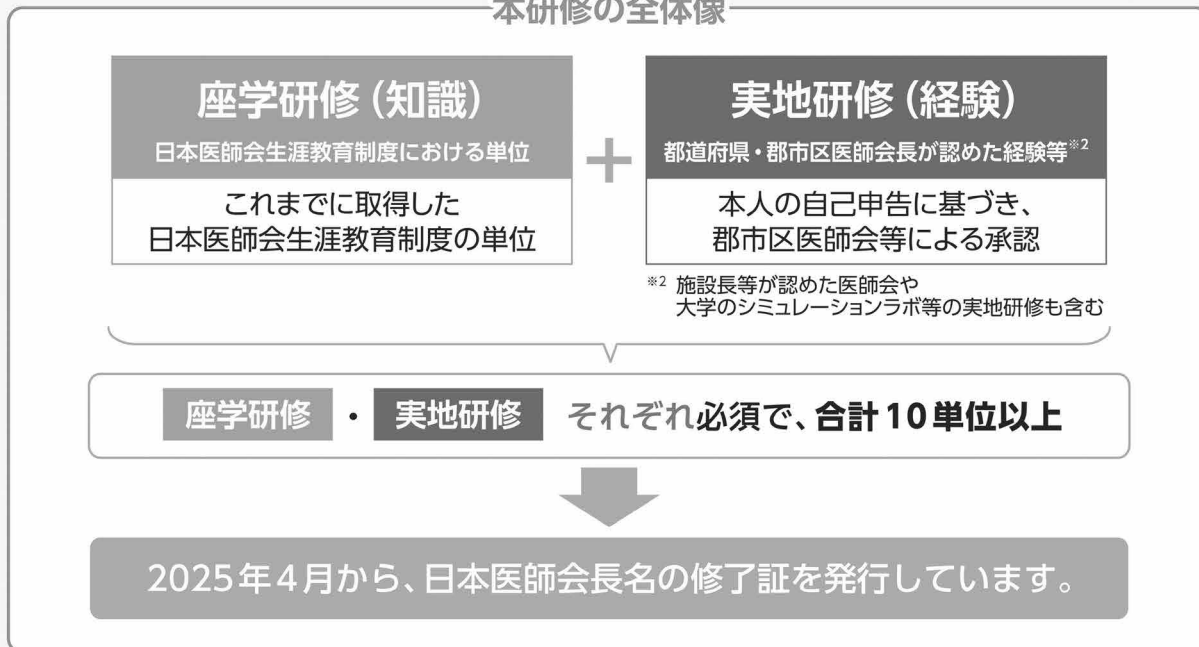 本研修の全体像
座学研修（知識）
日本医師会生涯教育制度における単位
これまでに取得した
日本医師会生涯教育制度の単位
＋
実地研修（経験）
都道府県・郡市区医師会長が認めた経験等※2
本人の自己申告に基づき、
郡市区医師会等による承認
※2 施設長等が認めた医師会や
大学のシミュレーションラボ等の実地研修も含む
座学研修・実地研修 それぞれ必須で、合計10単位以上
2025年4月から、日本医師会長名の修了証を発行しています。